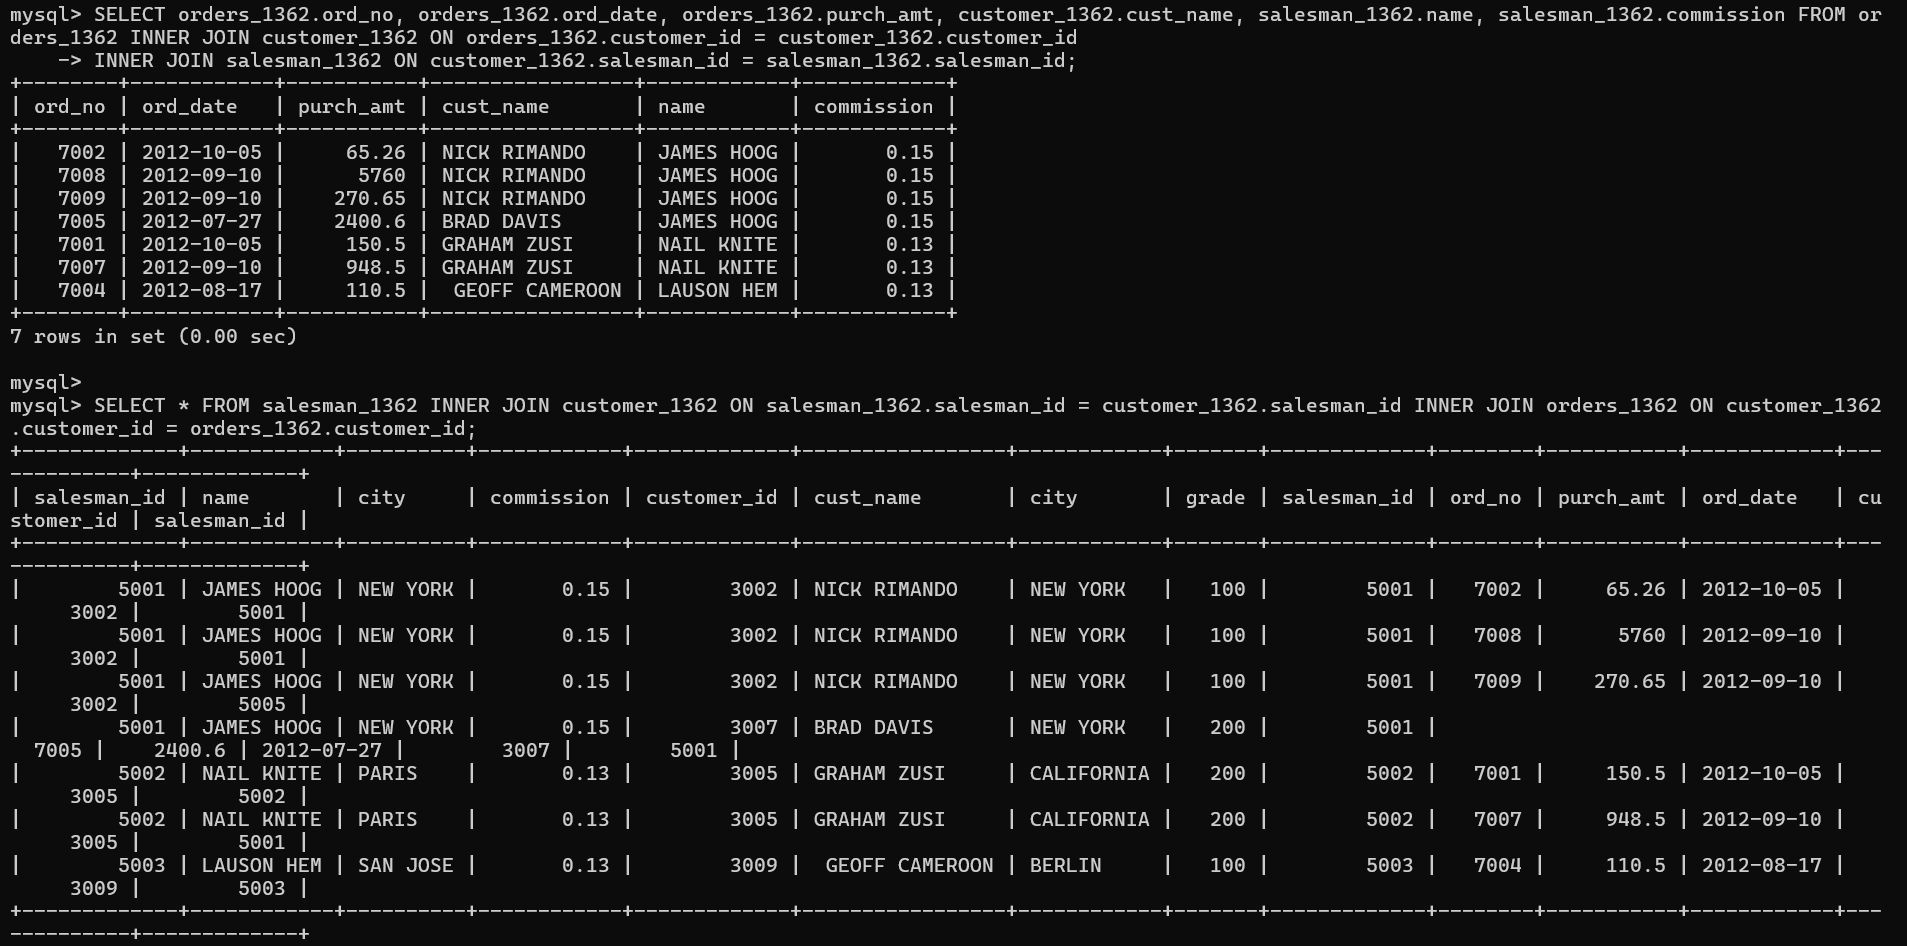 mysql> SELECT orders_1362.ord_no, orders_1362.ord_date, orders_1362.purch_amt, customer_1362.cust_name, salesman_1362.name, salesman_1362.commission FROM or
ders_1362 INNER JOIN customer_1362 ON orders_1362.customer_id = customer_1362.customer_id
    -> INNER JOIN salesman_1362 ON customer_1362.salesman_id = salesman_1362.salesman_id;
+--------+------------+-----------+-----------------+------------+------------+
| ord_no | ord_date   | purch_amt | cust_name       | name       | commission |
+--------+------------+-----------+-----------------+------------+------------+
|   7002 | 2012-10-05 |     65.26 | NICK RIMANDO    | JAMES HOOG |       0.15 |
|   7008 | 2012-09-10 |      5760 | NICK RIMANDO    | JAMES HOOG |       0.15 |
|   7009 | 2012-09-10 |    270.65 | NICK RIMANDO    | JAMES HOOG |       0.15 |
|   7005 | 2012-07-27 |    2400.6 | BRAD DAVIS      | JAMES HOOG |       0.15 |
|   7001 | 2012-10-05 |     150.5 | GRAHAM ZUSI     | NAIL KNITE |       0.13 |
|   7007 | 2012-09-10 |     948.5 | GRAHAM ZUSI     | NAIL KNITE |       0.13 |
|   7004 | 2012-08-17 |     110.5 |  GEOFF CAMEROON | LAUSON HEM |       0.13 |
+--------+------------+-----------+-----------------+------------+------------+
7 rows in set (0.00 sec)

mysql>
mysql> SELECT * FROM salesman_1362 INNER JOIN customer_1362 ON salesman_1362.salesman_id = customer_1362.salesman_id INNER JOIN orders_1362 ON customer_1362
.customer_id = orders_1362.customer_id;
+-------------+------------+----------+------------+-------------+-----------------+------------+-------+-------------+--------+-----------+------------+---
----------+-------------+
| salesman_id | name       | city     | commission | customer_id | cust_name       | city       | grade | salesman_id | ord_no | purch_amt | ord_date   | cu
stomer_id | salesman_id |
+-------------+------------+----------+------------+-------------+-----------------+------------+-------+-------------+--------+-----------+------------+---
----------+-------------+
|        5001 | JAMES HOOG | NEW YORK |       0.15 |        3002 | NICK RIMANDO    | NEW YORK   |   100 |        5001 |   7002 |     65.26 | 2012-10-05 |
     3002 |        5001 |
|        5001 | JAMES HOOG | NEW YORK |       0.15 |        3002 | NICK RIMANDO    | NEW YORK   |   100 |        5001 |   7008 |      5760 | 2012-09-10 |
     3002 |        5001 |
|        5001 | JAMES HOOG | NEW YORK |       0.15 |        3002 | NICK RIMANDO    | NEW YORK   |   100 |        5001 |   7009 |    270.65 | 2012-09-10 |
     3002 |        5005 |
|        5001 | JAMES HOOG | NEW YORK |       0.15 |        3007 | BRAD DAVIS      | NEW YORK   |   200 |        5001 |
  7005 |    2400.6 | 2012-07-27 |        3007 |        5001 |
|        5002 | NAIL KNITE | PARIS    |       0.13 |        3005 | GRAHAM ZUSI     | CALIFORNIA |   200 |        5002 |   7001 |     150.5 | 2012-10-05 |
     3005 |        5002 |
|        5002 | NAIL KNITE | PARIS    |       0.13 |        3005 | GRAHAM ZUSI     | CALIFORNIA |   200 |        5002 |   7007 |     948.5 | 2012-09-10 |
     3005 |        5001 |
|        5003 | LAUSON HEM | SAN JOSE |       0.13 |        3009 |  GEOFF CAMEROON | BERLIN     |   100 |        5003 |   7004 |     110.5 | 2012-08-17 |
     3009 |        5003 |
+-------------+------------+----------+------------+-------------+-----------------+------------+-------+-------------+--------+-----------+------------+---
----------+-------------+